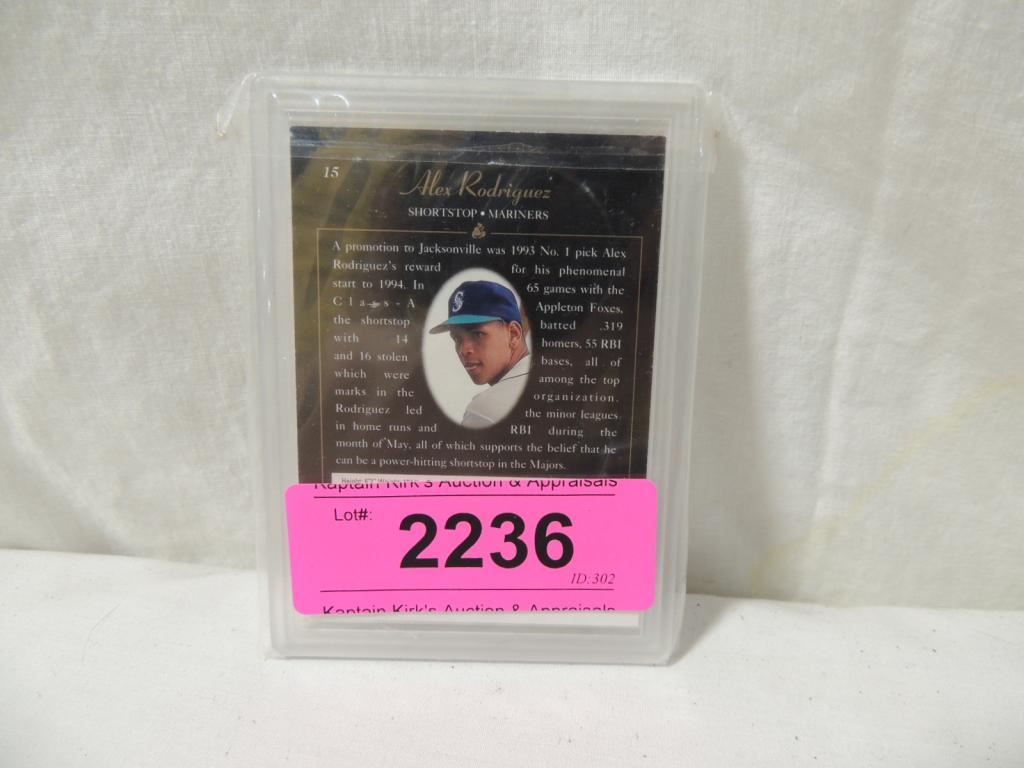 15
Alex Rodriguez
SHORTSTOP • MARINERS
A promotion to Jacksonville was 1993 No. 1 pick Alex
Rodriguez's reward for his phenomenal
start to 1994. In 65 games with the
Class-A Appleton Foxes,
the shortstop batted .319
with 14 homers, 55 RBI
and 16 stolen bases, all of
which were among the top
marks in the organization.
Rodriguez led the minor leagues
in home runs and RBI during the
month of May, all of which supports the belief that he
can be a power-hitting shortstop in the Majors.
Kaptain Kirk's Auction & Appraisals
Lot#:
2236
ID:302
Kaptain Kirk's Auction & Appraisals